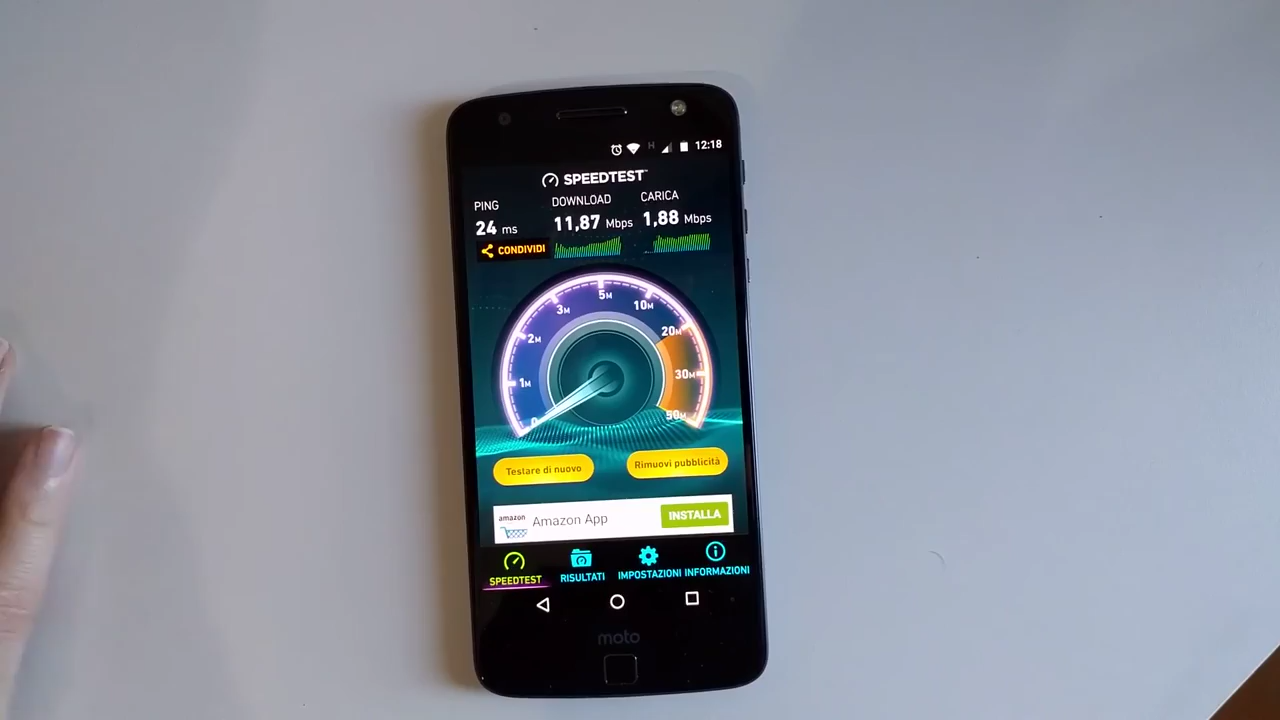 H 12:18
SPEEDTEST™
PING DOWNLOAD CARICA
24 ms 11,87 Mbps 1,88 Mbps
CONDIVIDI
5M
3M 10M
2M 20M
1M 30M
0 50M
Testare di nuovo Rimuovi pubblicità
amazon Amazon App INSTALLA
SPEEDTEST RISULTATI IMPOSTAZIONI INFORMAZIONI
moto